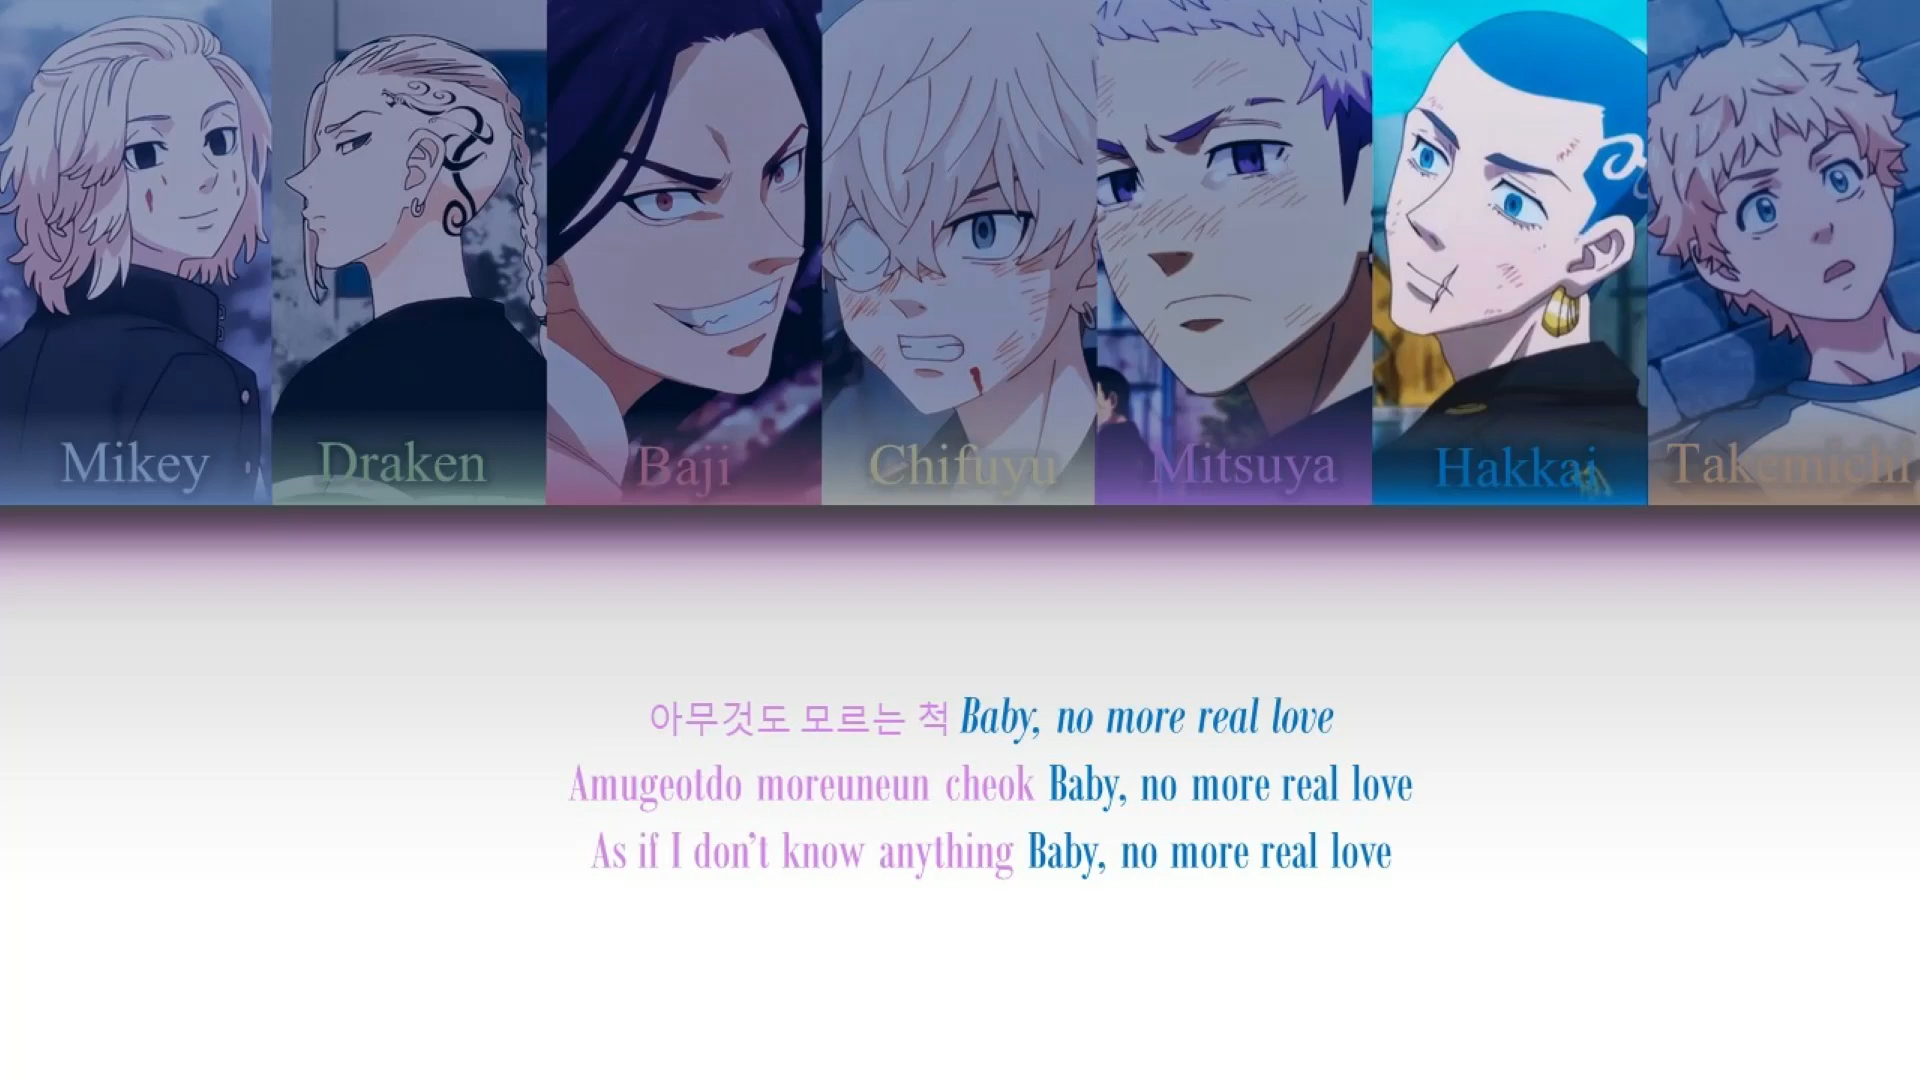 Mikey Draken Baji Chifuyu Mitsuya Hakkai Takemichi
아무것도 모르는 척 Baby, no more real love
Amugeotdo moreuneun cheok Baby, no more real love
As if I don't know anything Baby, no more real love